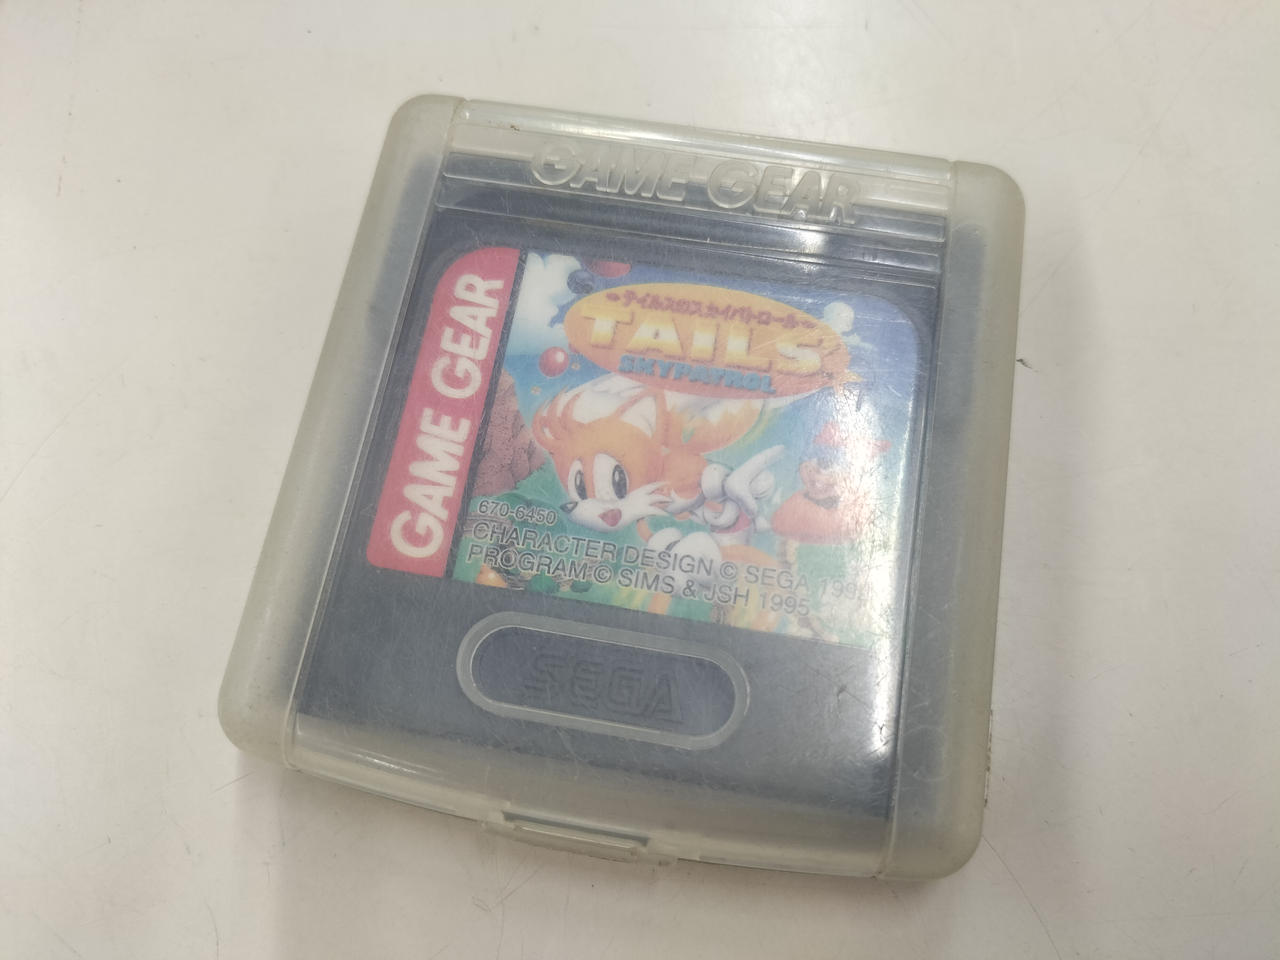 GAME GEAR
GAME GEAR
テイルスのスカイパトロール
TAILS
SKYPATROL
670-6450
CHARACTER DESIGN © SEGA
PROGRAM © SIMS & JSH 1995
SEGA